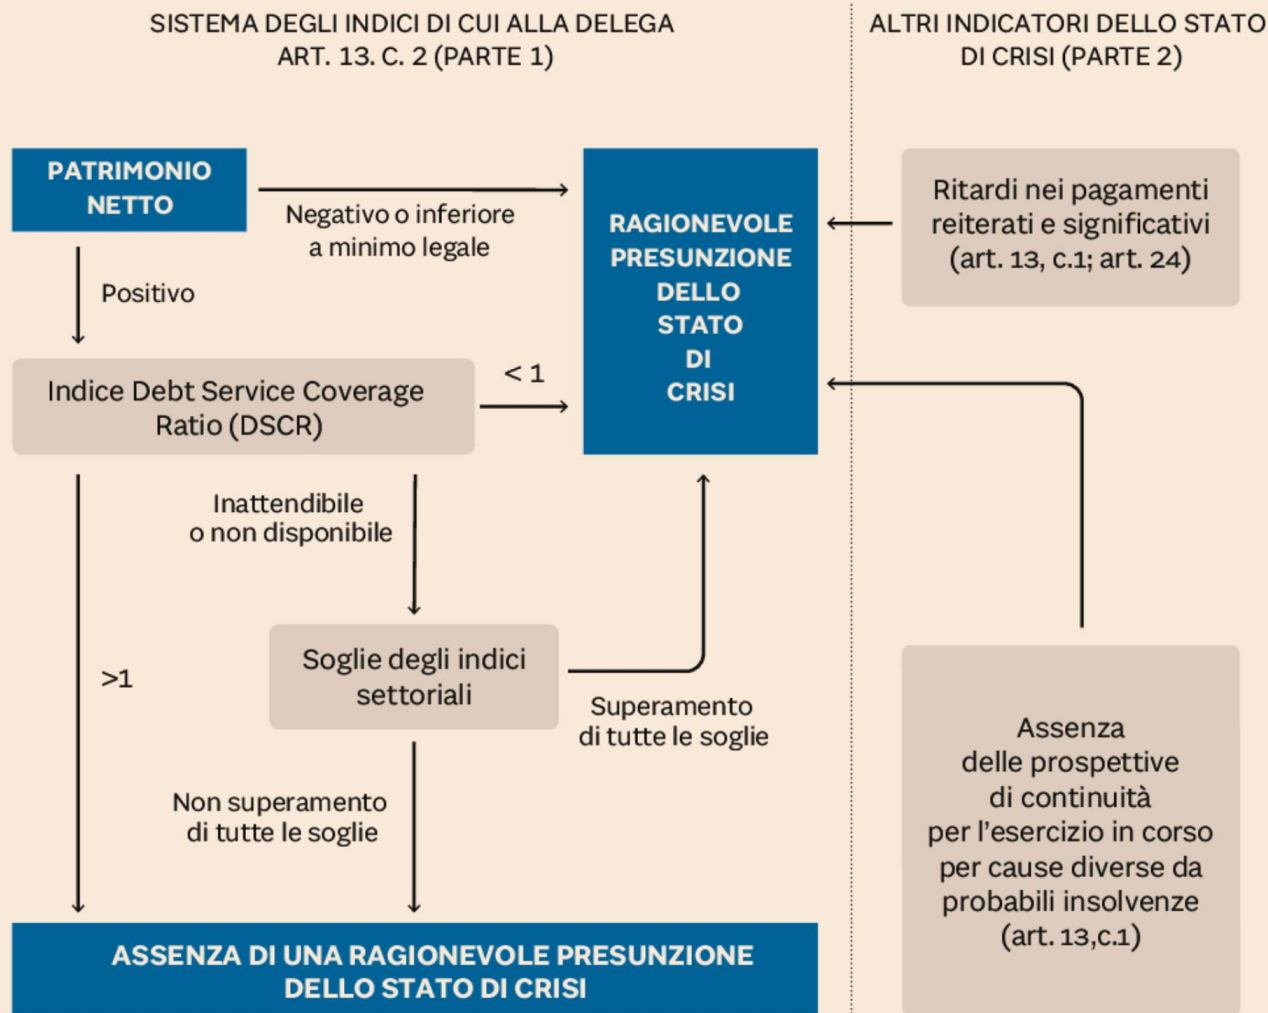 SISTEMA DEGLI INDICI DI CUI ALLA DELEGA
ART. 13. C. 2 (PARTE 1)
ALTRI INDICATORI DELLO STATO
DI CRISI (PARTE 2)
PATRIMONIO
NETTO
Negativo o inferiore
a minimo legale
RAGIONEVOLE
PRESUNZIONE
DELLO
STATO
DI
CRISI
Ritardi nei pagamenti
reiterati e significativi
(art. 13, c.1; art. 24)
Positivo
Indice Debt Service Coverage
Ratio (DSCR)
< 1
Inattendibile
o non disponibile
>1
Soglie degli indici
settoriali
Superamento
di tutte le soglie
Non superamento
di tutte le soglie
Assenza
delle prospettive
di continuità
per l'esercizio in corso
per cause diverse da
probabili insolvenze
(art. 13,c.1)
ASSENZA DI UNA RAGIONEVOLE PRESUNZIONE
DELLO STATO DI CRISI